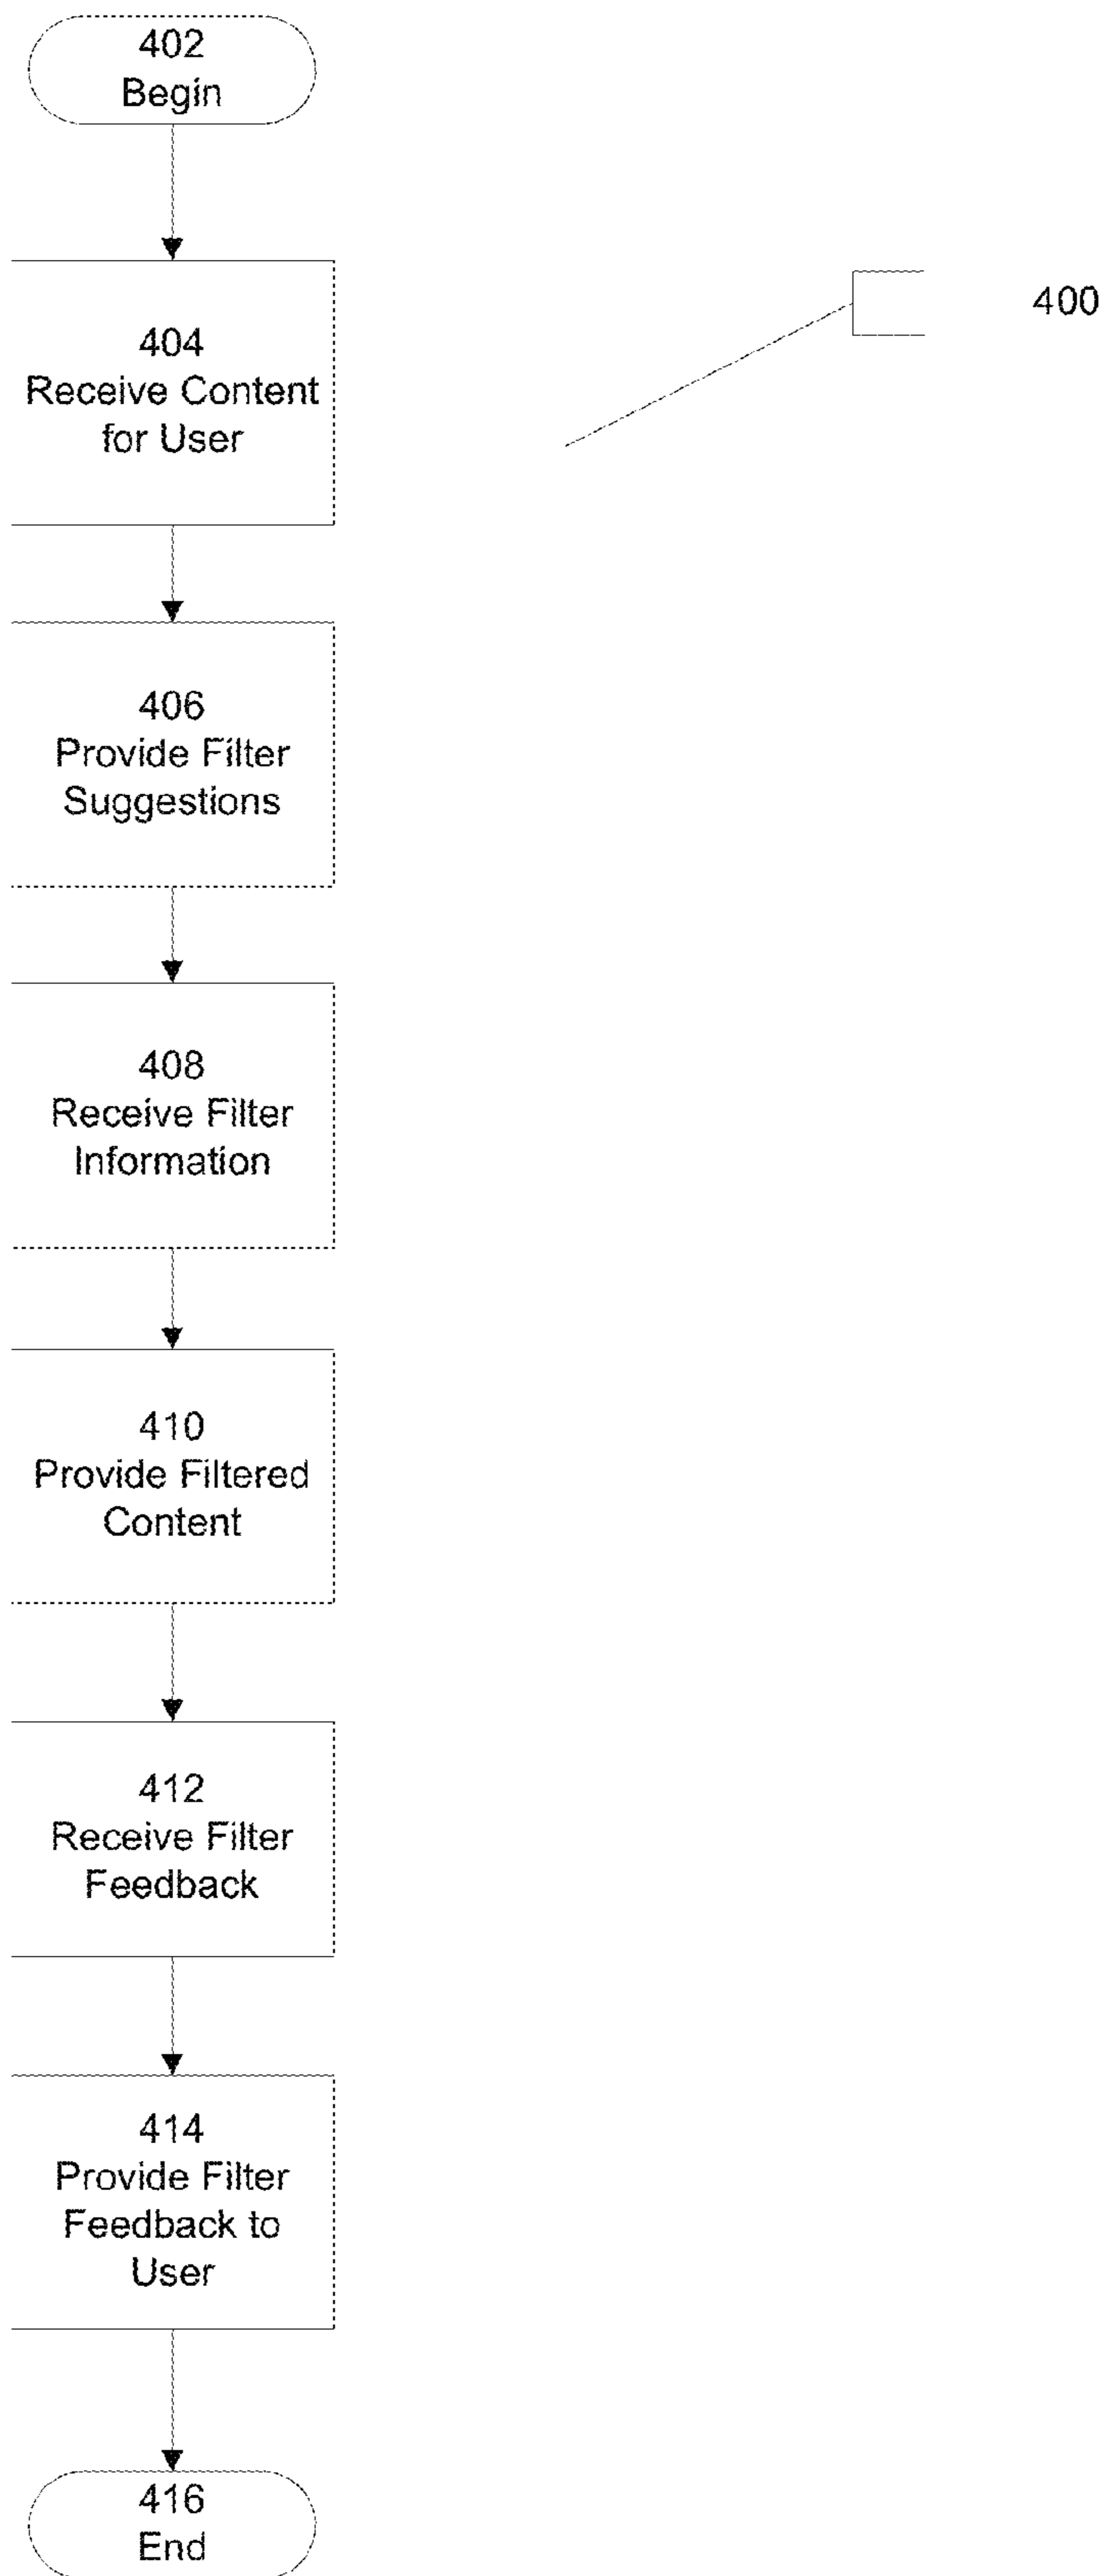 402
Begin
404
Receive Content
for User
400
406
Provide Filter
Suggestions
408
Receive Filter
Information
410
Provide Filtered
Content
412
Receive Filter
Feedback
414
Provide Filter
Feedback to
User
416
End